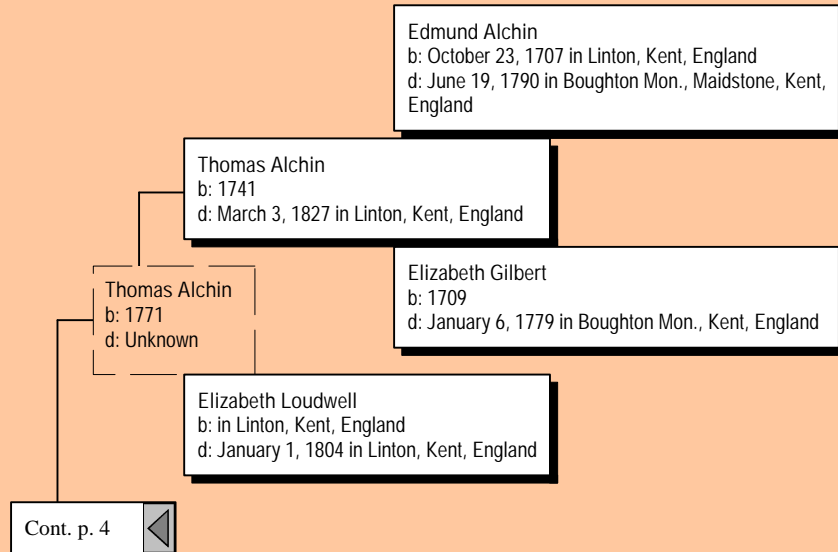 Edmund Alchin
b: October 23, 1707 in Linton, Kent, England
d: June 19, 1790 in Boughton Mon., Maidstone, Kent,
England
Thomas Alchin
b: 1741
d: March 3, 1827 in Linton, Kent, England
Elizabeth Gilbert
b: 1709
d: January 6, 1779 in Boughton Mon., Kent, England
Thomas Alchin
b: 1771
d: Unknown
Elizabeth Loudwell
b: in Linton, Kent, England
d: January 1, 1804 in Linton, Kent, England
Cont. p. 4